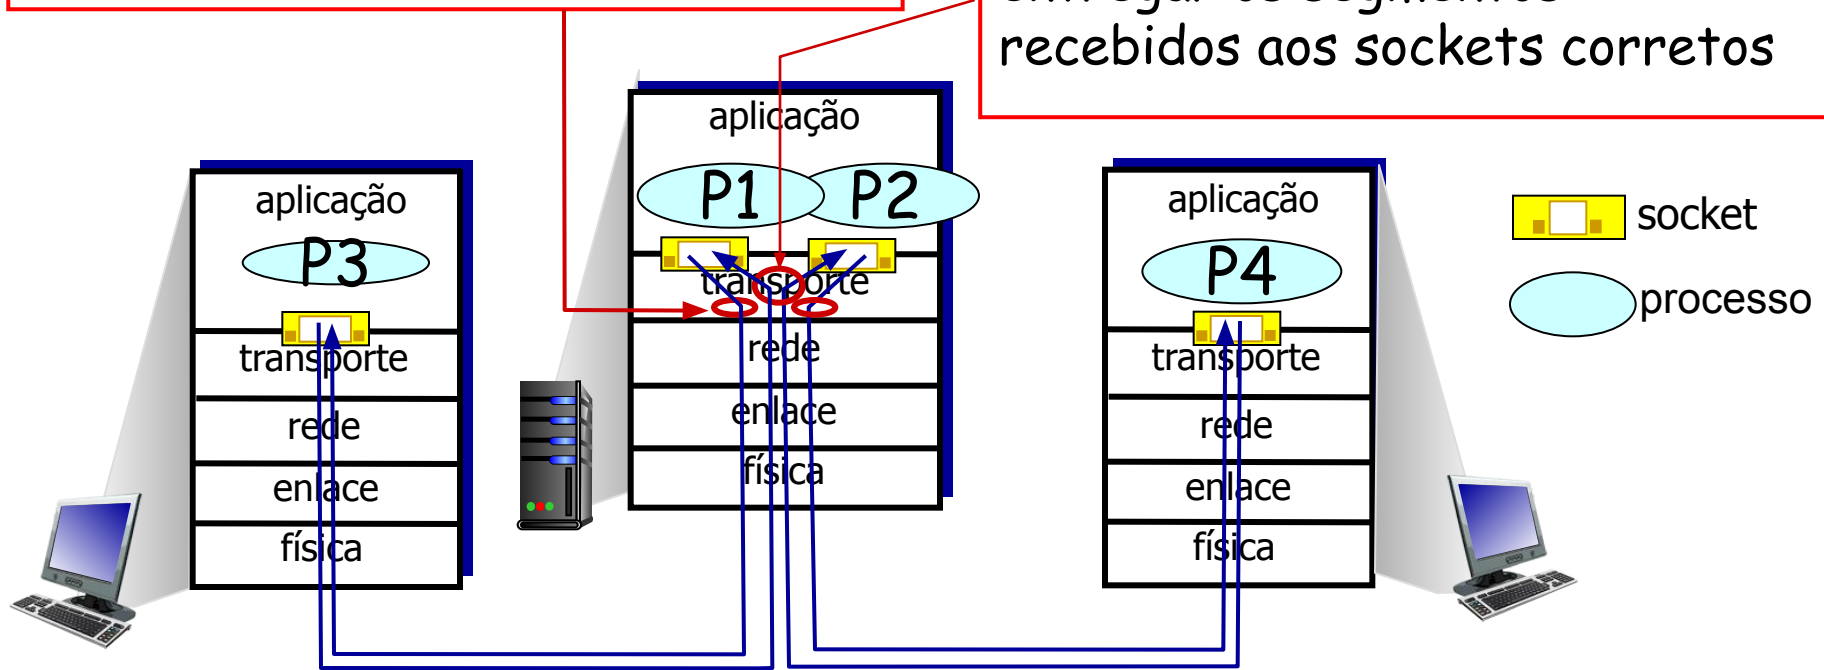 recebidos aos sockets corretos
aplicação
P1
P2
transporte
rede
enlace
física
aplicação
P3
transporte
rede
enlace
física
aplicação
P4
transporte
rede
enlace
física
socket
processo